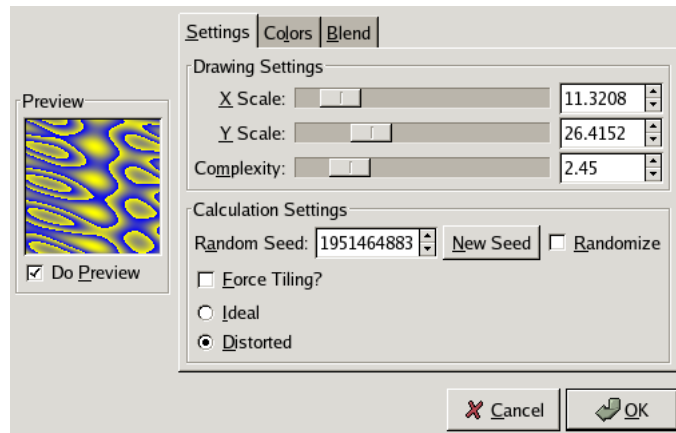 Settings Colors Blend
Drawing Settings
X Scale: 11.3208
Y Scale: 26.4152
Complexity: 2.45
Preview
Do Preview
Calculation Settings
Random Seed: 1951464883 New Seed Randomize
Force Tiling?
Ideal
Distorted
Cancel OK